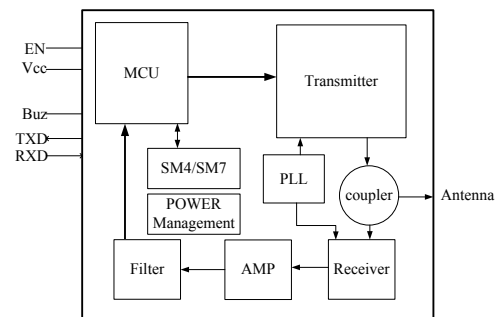 EN
Vcc
Buz
TXD
RXD
MCU
Transmitter
SM4/SM7
PLL
coupler
Antenna
POWER
Management
Filter
AMP
Receiver